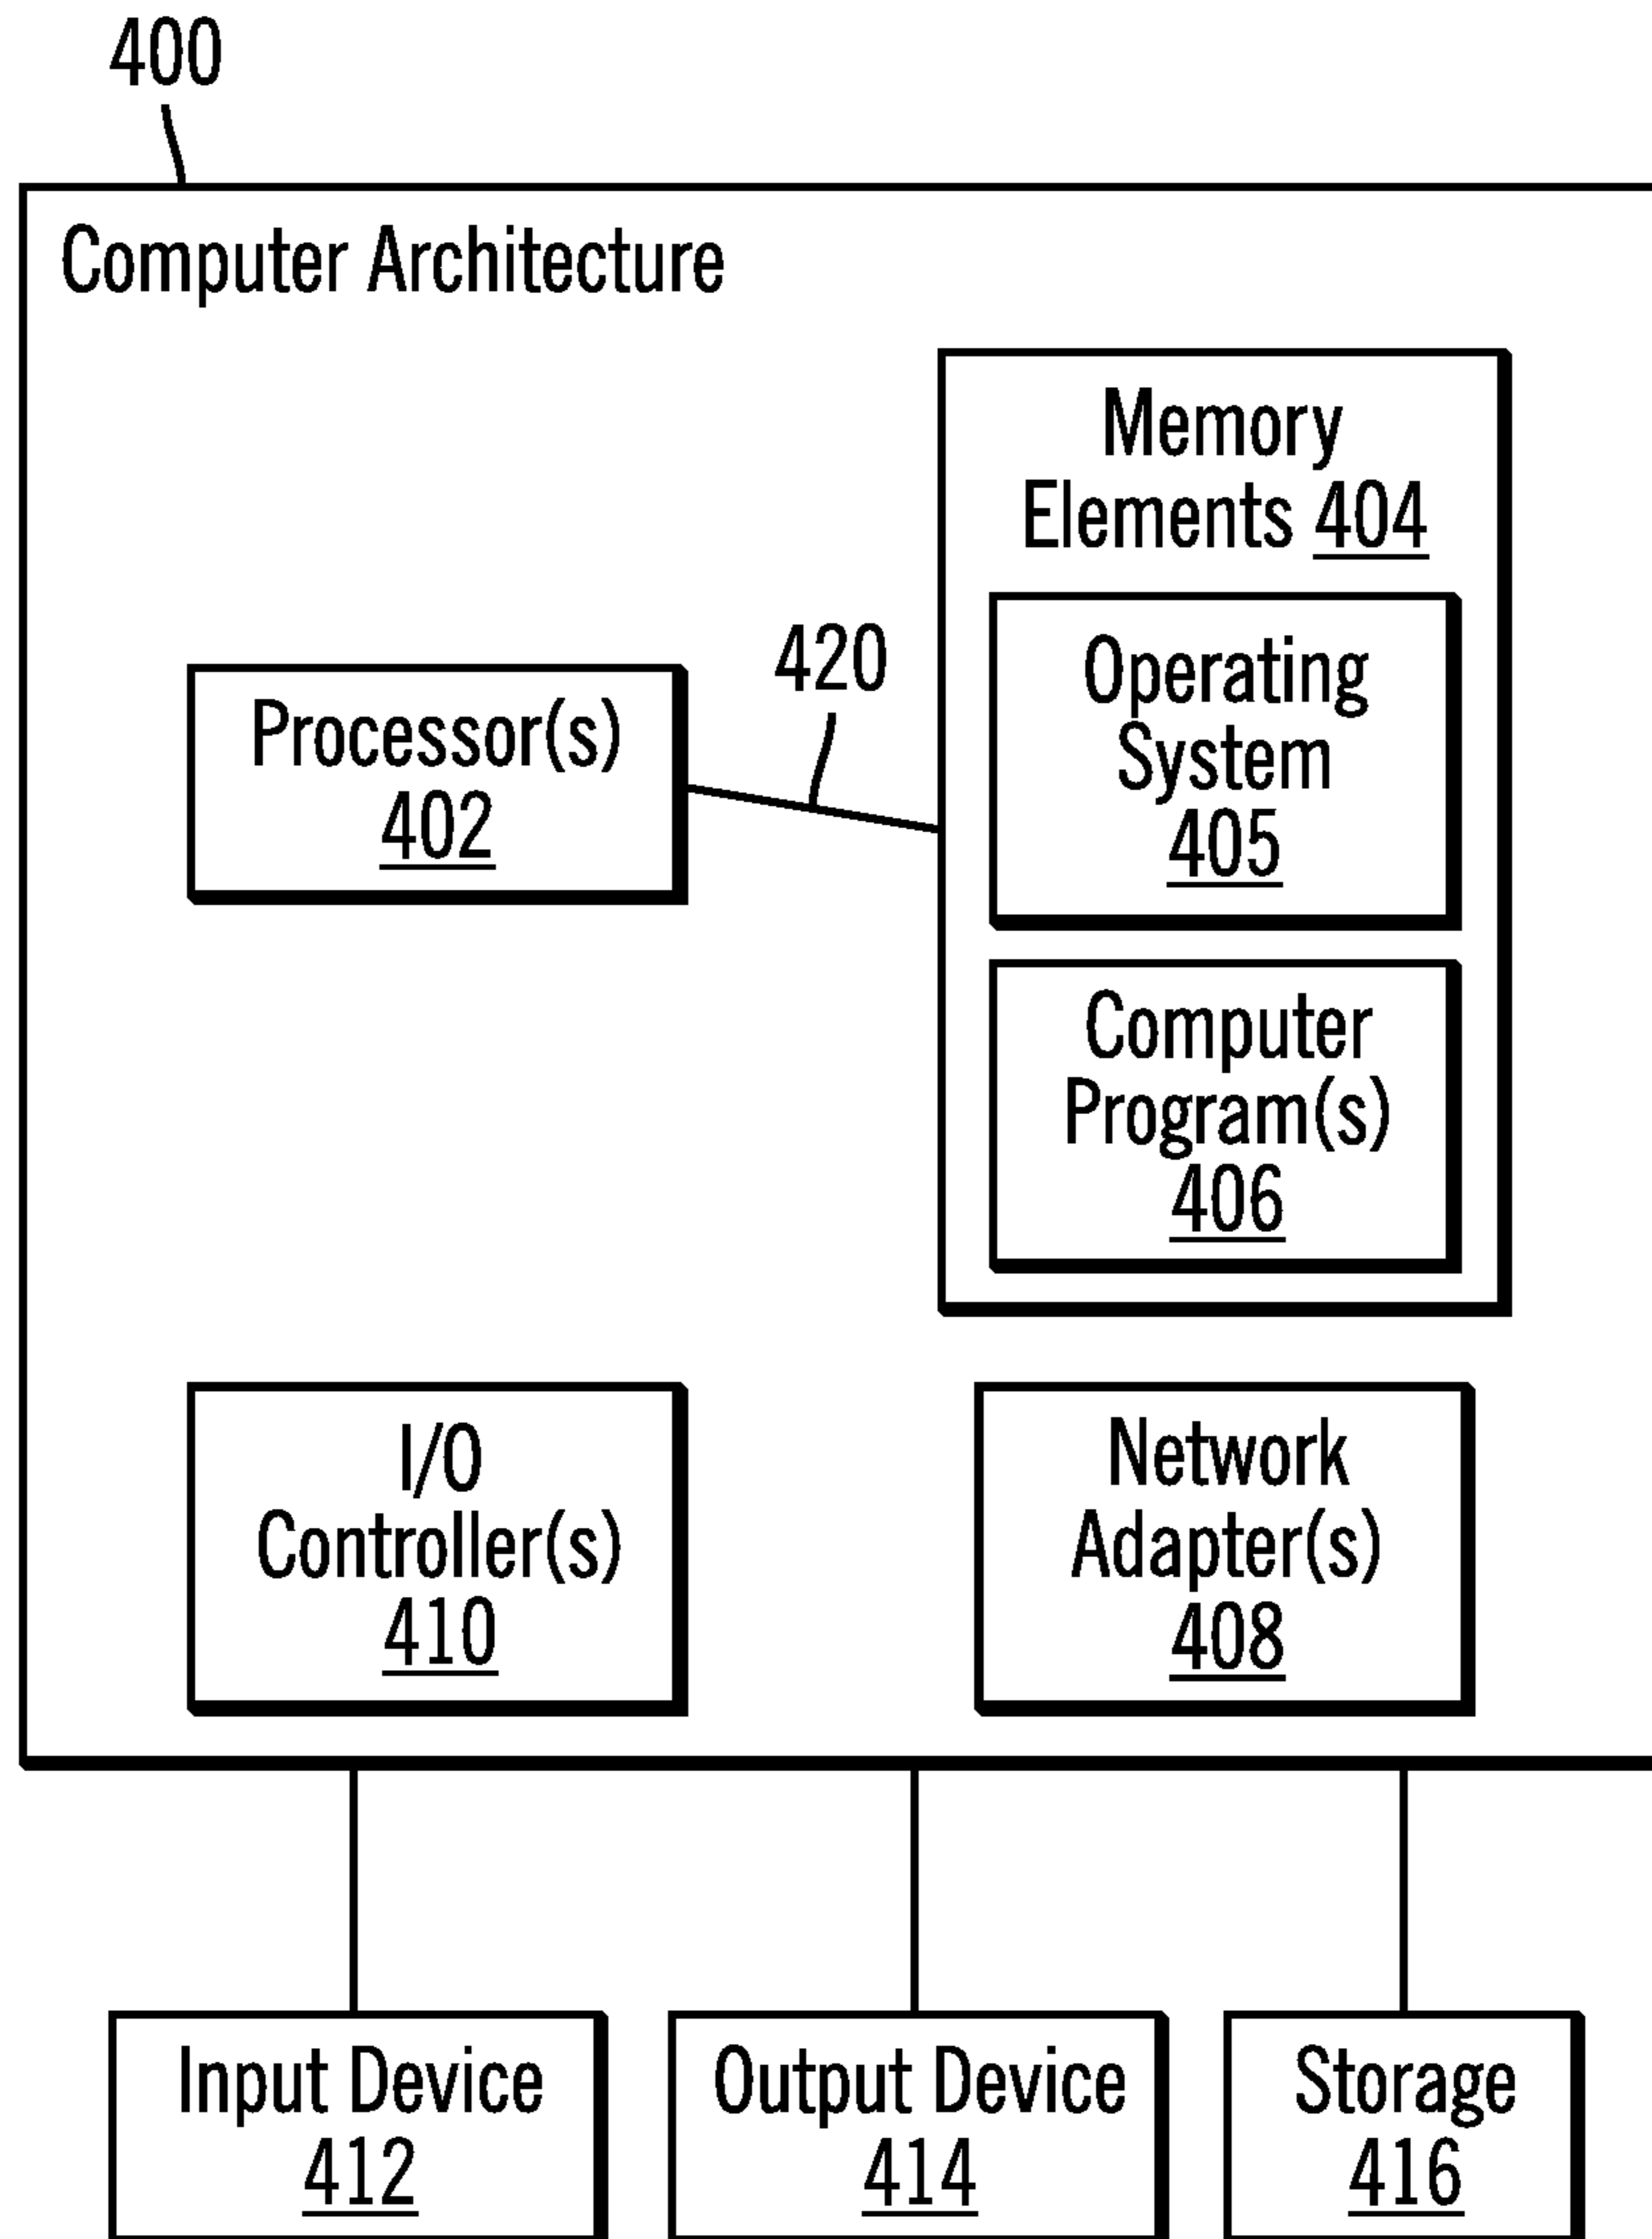 400
Computer Architecture
Memory
Elements 404
Operating
System
405
420
Processor(s)
402
Computer
Program(s)
406
I/O
Controller(s)
410
Network
Adapter(s)
408
Input Device
412
Output Device
414
Storage
416